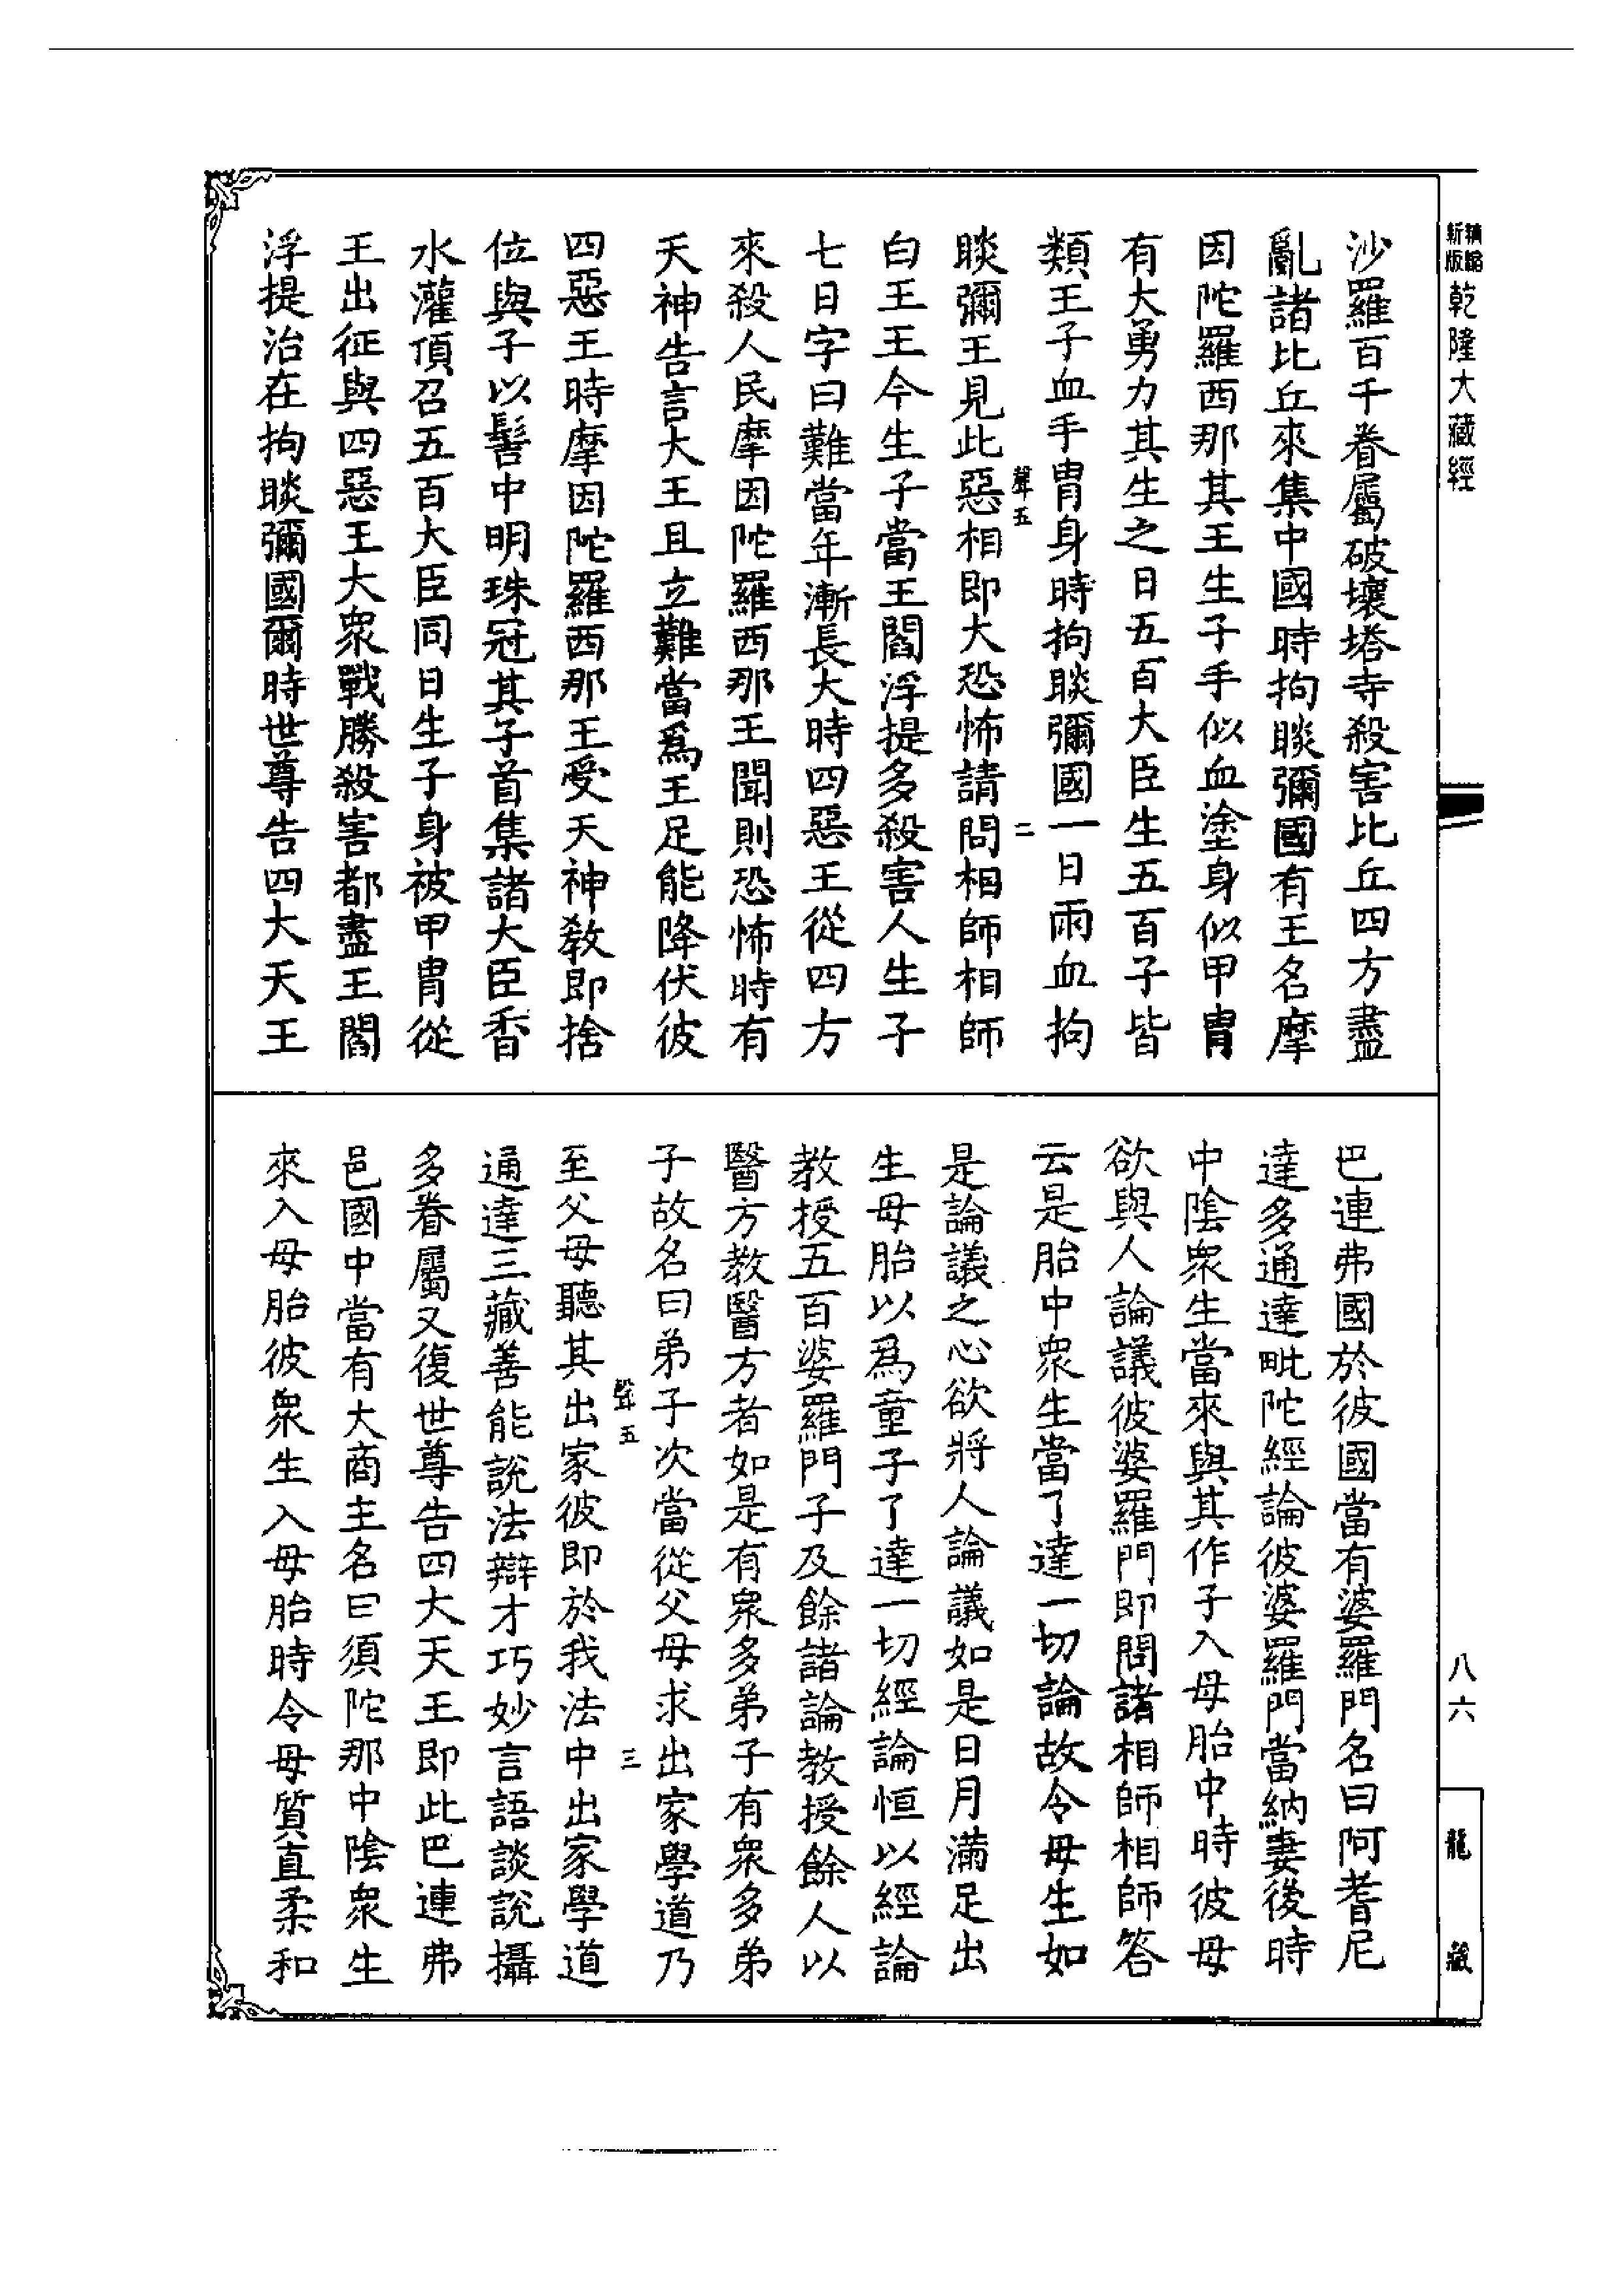 新版精縮乾隆大藏經
沙羅百千眷屬破壞塔寺殺害比丘四方盡
亂諸比丘來集中國時拘睒彌國有王名摩
因陀羅西那其王生子手似血塗身似甲胄
有大勇力其生之日五百大臣生五百子皆
類王子血手胄身時拘睒彌國一日雨血拘
聲五 二
睒彌王見此惡相即大恐怖請問相師相師
白王王今生子當王閻浮提多殺害人生子
七日字曰難當年漸長大時四惡王從四方
來殺人民摩因陀羅西那王聞則恐怖時有
天神告言大王且立難當爲王足能降伏彼
四惡王時摩因陀羅西那王受天神教即捨
位與子以髻中明珠冠其子首集諸大臣香
水灌頂召五百大臣同日生子身被甲胄從
王出征與四惡王大衆戰勝殺害都盡王閻
浮提治在拘睒彌國爾時世尊告四大天王
巴連弗國於彼國當有婆羅門名曰阿耆尼
達多通達毗陀經論彼婆羅門當納妻後時
中陰衆生當來與其作子入母胎中時彼母
欲與人論議彼婆羅門即問諸相師相師答
云是胎中衆生當了達一切論故令母生如
是論議之心欲將人論議如是日月滿足出
生母胎以為童子了達一切經論恒以經論
教授五百婆羅門子及餘諸論教授餘人以
醫方教醫方者如是有衆多弟子有衆多弟
子故名曰弟子次當從父母求出家學道乃
聲五 三
至父母聽其出家彼即於我法中出家學道
通達三藏善能說法辯才巧妙言語談說攝
多眷屬又復世尊告四大天王即此巴連弗
邑國中當有大商主名曰須陀那中陰衆生
來入母胎彼衆生入母胎時令母質直柔和
八六
龍藏